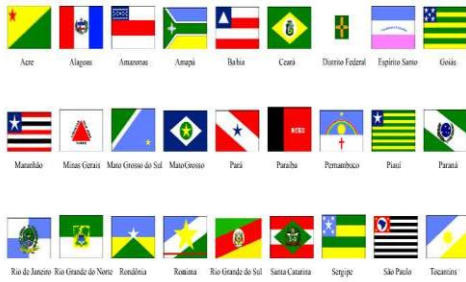 Acre Alagoas Amazonas Amapá Bahia Ceará Distrito Federal Espírito Santo Goiás
Maranhão Minas Gerais Mato Grosso do Sul Mato Grosso Pará Paraíba Pernambuco Piauí Paraná
Rio de Janeiro Rio Grande do Norte Rondônia Roraima Rio Grande do Sul Santa Catarina Sergipe São Paulo Tocantins